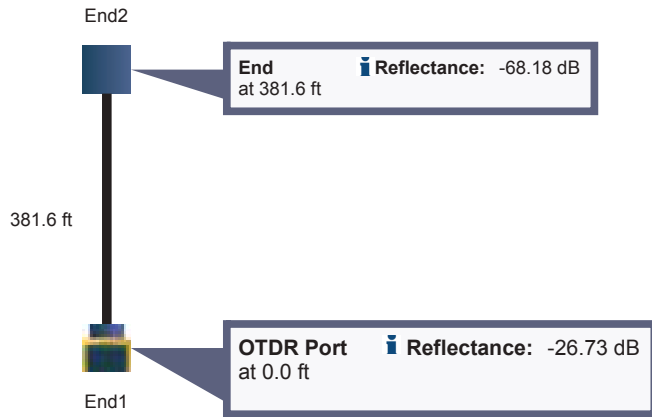 End2
End Reflectance: -68.18 dB
at 381.6 ft
381.6 ft
OTDR Port Reflectance: -26.73 dB
at 0.0 ft
End1